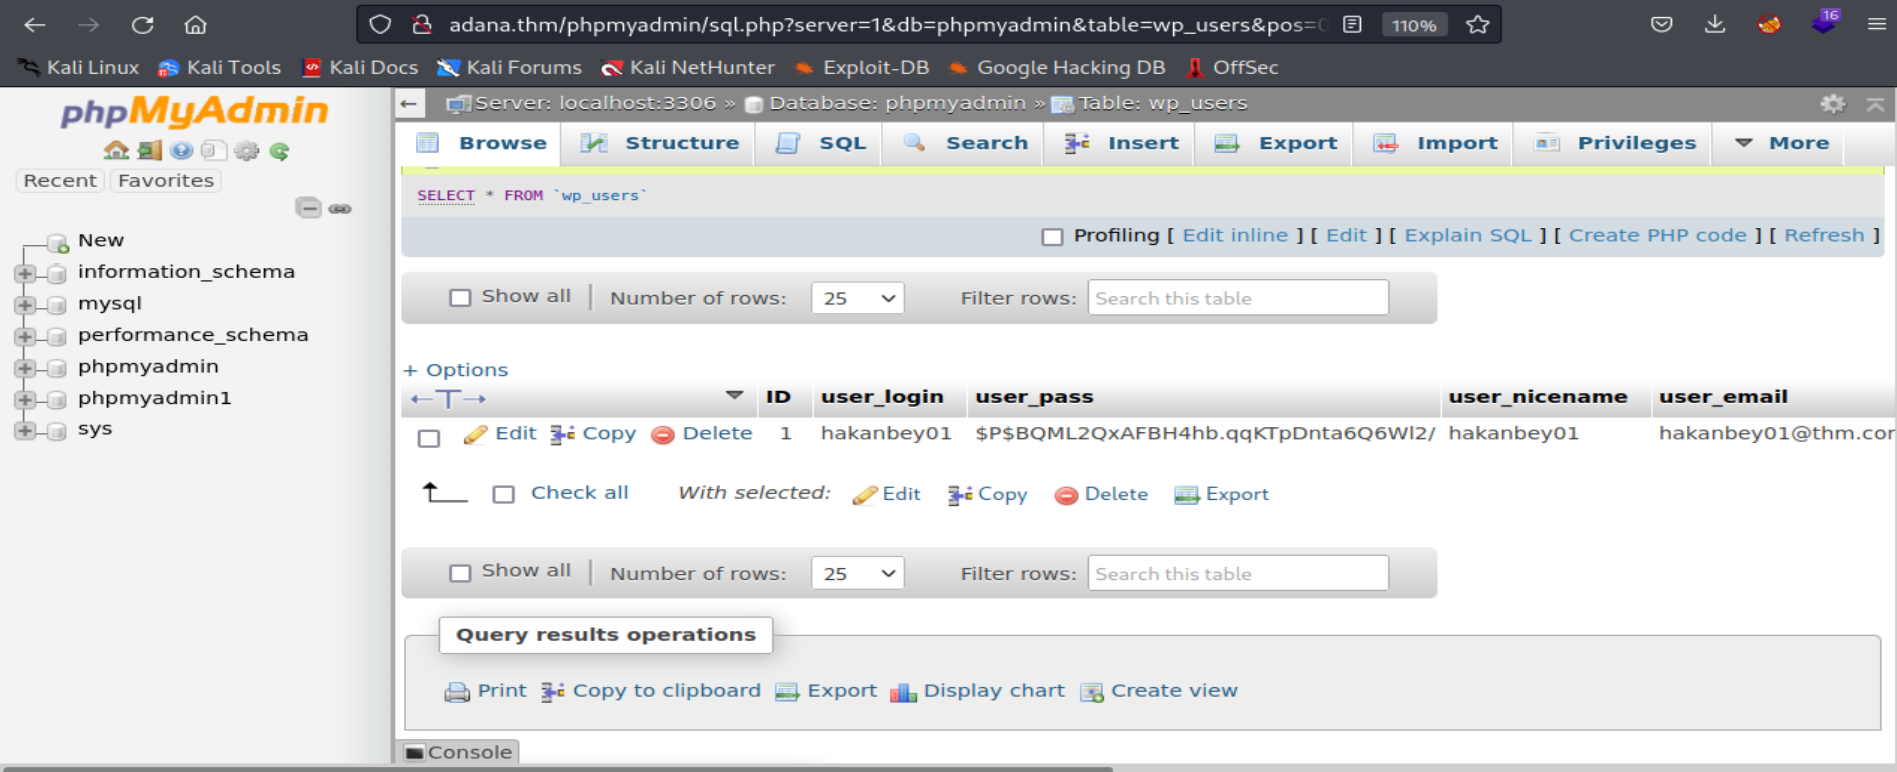 adana.thm/phpmyadmin/sql.php?server=1&db=phpmyadmin&table=wp_users&pos=0 110% 16
Kali Linux Kali Tools Kali Docs Kali Forums Kali NetHunter Exploit-DB Google Hacking DB OffSec
phpMyAdmin
Recent Favorites
New
information_schema
mysql
performance_schema
phpmyadmin
phpmyadmin1
sys
Server: localhost:3306 » Database: phpmyadmin » Table: wp_users
Browse Structure SQL Search Insert Export Import Privileges More
SELECT * FROM `wp_users`
Profiling [ Edit inline ] [ Edit ] [ Explain SQL ] [ Create PHP code ] [ Refresh ]
Show all Number of rows: 25 Filter rows: Search this table
+ Options
←T→ ID user_login user_pass user_nicename user_email
Edit Copy Delete 1 hakanbey01 $P$BQML2QxAFBH4hb.qqKTpDnta6Q6Wl2/ hakanbey01 hakanbey01@thm.cor
Check all With selected: Edit Copy Delete Export
Show all Number of rows: 25 Filter rows: Search this table
Query results operations
Print Copy to clipboard Export Display chart Create view
Console